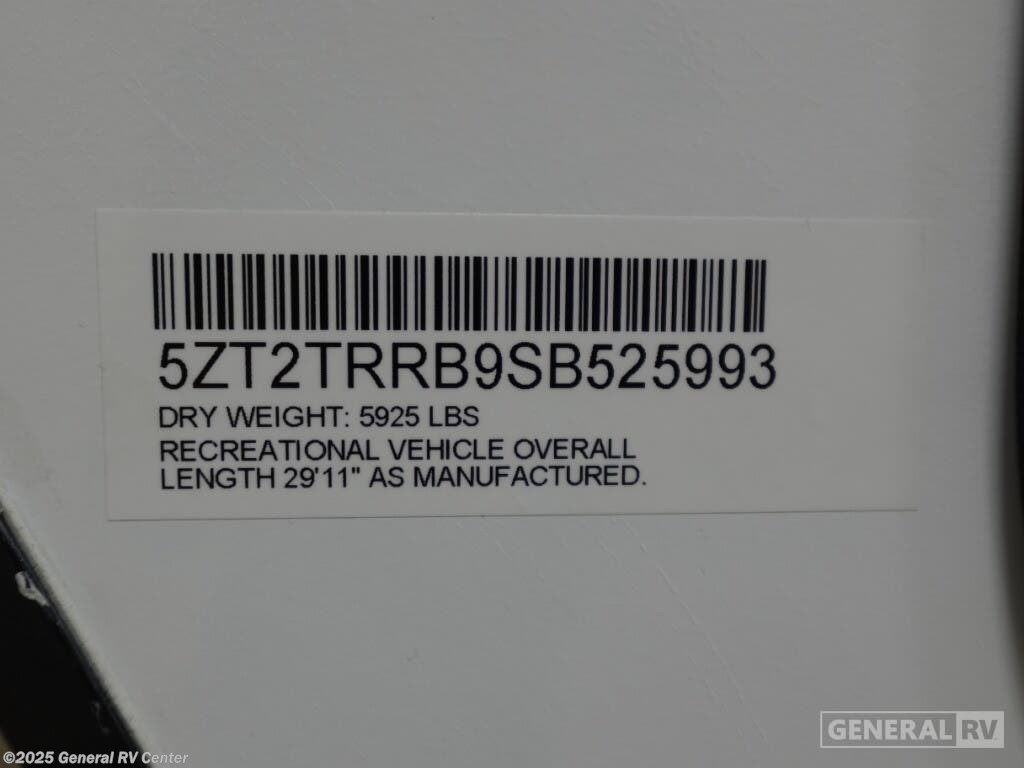 5ZT2TRRB9SB525993
DRY WEIGHT: 5925 LBS
RECREATIONAL VEHICLE OVERALL
LENGTH 29'11" AS MANUFACTURED.
GENERAL RV
©2025 General RV Center